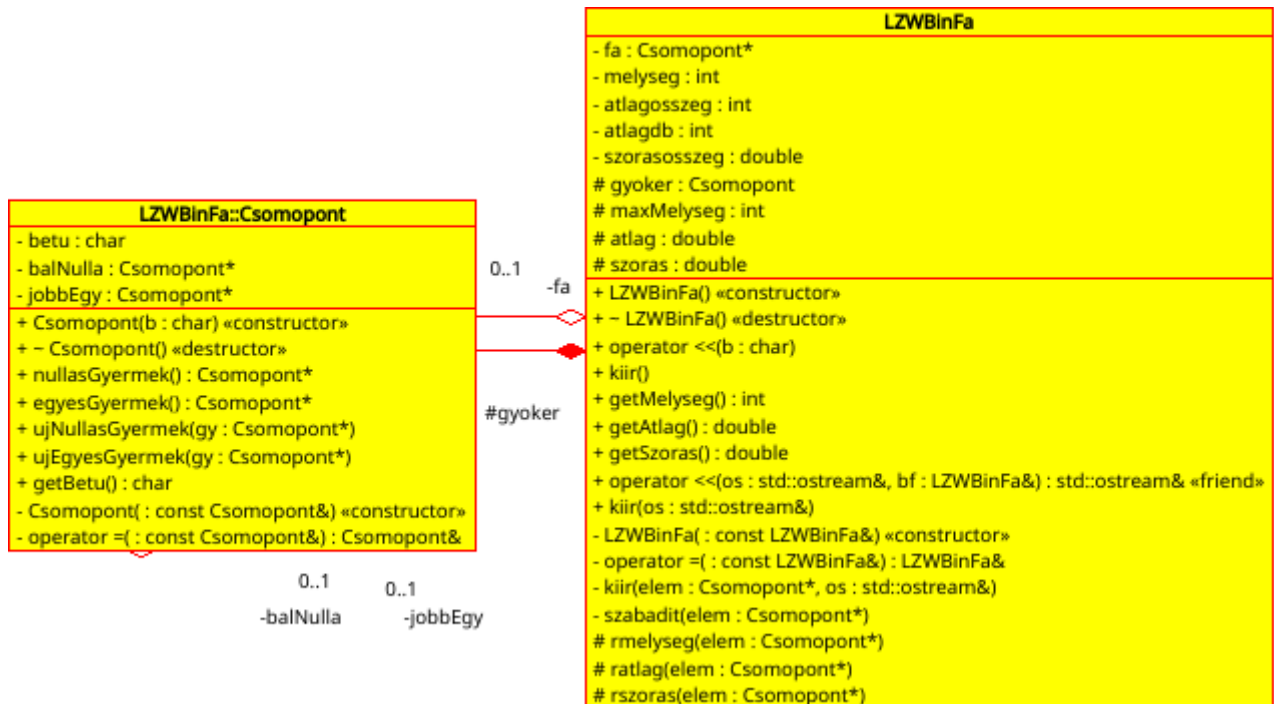 LZWBinFa
- fa : Csomopont*
- melyseg : int
- atlagosszeg : int
- atlagdb : int
- szorasosszeg : double
# gyoker : Csomopont
# maxMelyseg : int
# atlag : double
# szoras : double
+ LZWBinFa() «constructor»
+ ~ LZWBinFa() «destructor»
+ operator <<(b : char)
+ kiir()
+ getMelyseg() : int
+ getAtlag() : double
+ getSzoras() : double
+ operator <<(os : std::ostream&, bf : LZWBinFa&) : std::ostream& «friend»
+ kiir(os : std::ostream&)
- LZWBinFa( : const LZWBinFa&) «constructor»
- operator =( : const LZWBinFa&) : LZWBinFa&
- kiir(elem : Csomopont*, os : std::ostream&)
- szabadit(elem : Csomopont*)
# rmelyseg(elem : Csomopont*)
# ratlag(elem : Csomopont*)
# rszoras(elem : Csomopont*)
LZWBinFa::Csomopont
- betu : char
- balNulla : Csomopont*
- jobbEgy : Csomopont*
+ Csomopont(b : char) «constructor»
+ ~ Csomopont() «destructor»
+ nullasGyermek() : Csomopont*
+ egyesGyermek() : Csomopont*
+ ujNullasGyermek(gy : Csomopont*)
+ ujEgyesGyermek(gy : Csomopont*)
+ getBetu() : char
- Csomopont( : const Csomopont&) «constructor»
- operator =( : const Csomopont&) : Csomopont&
0..1
-fa
#gyoker
0..1
0..1
-balNulla
-jobbEgy